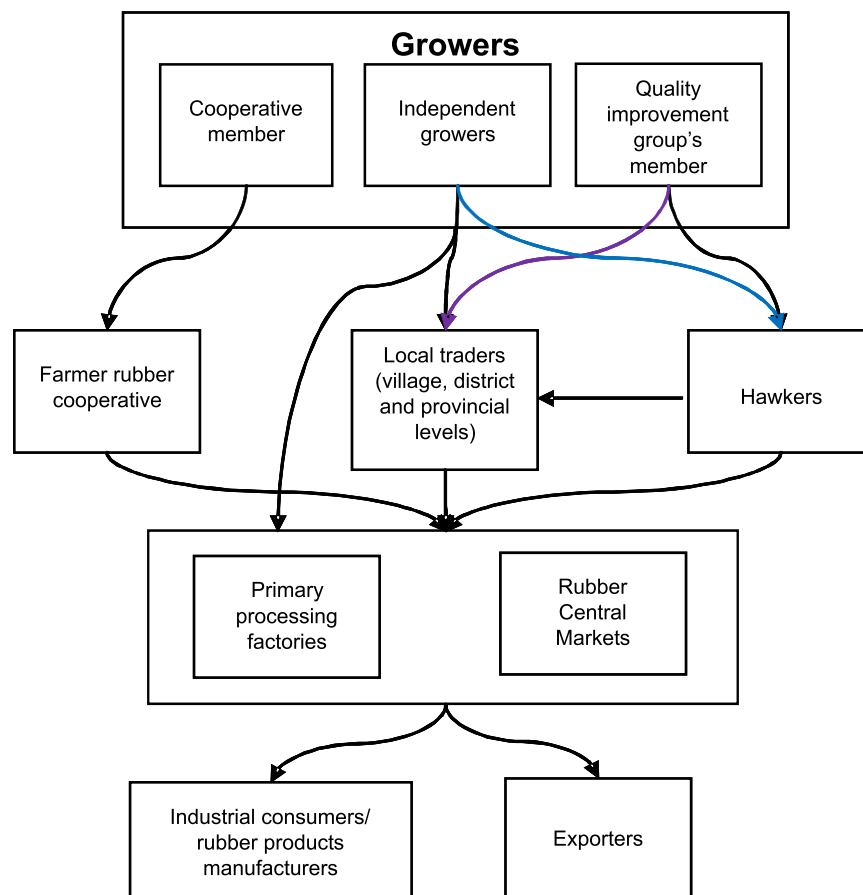 Growers
Cooperative
member
Independent
growers
Quality
improvement
group's
member
Farmer rubber
cooperative
Local traders
(village, district
and provincial
levels)
Hawkers
Primary
processing
factories
Rubber
Central
Markets
Industrial consumers/
rubber products
manufacturers
Exporters